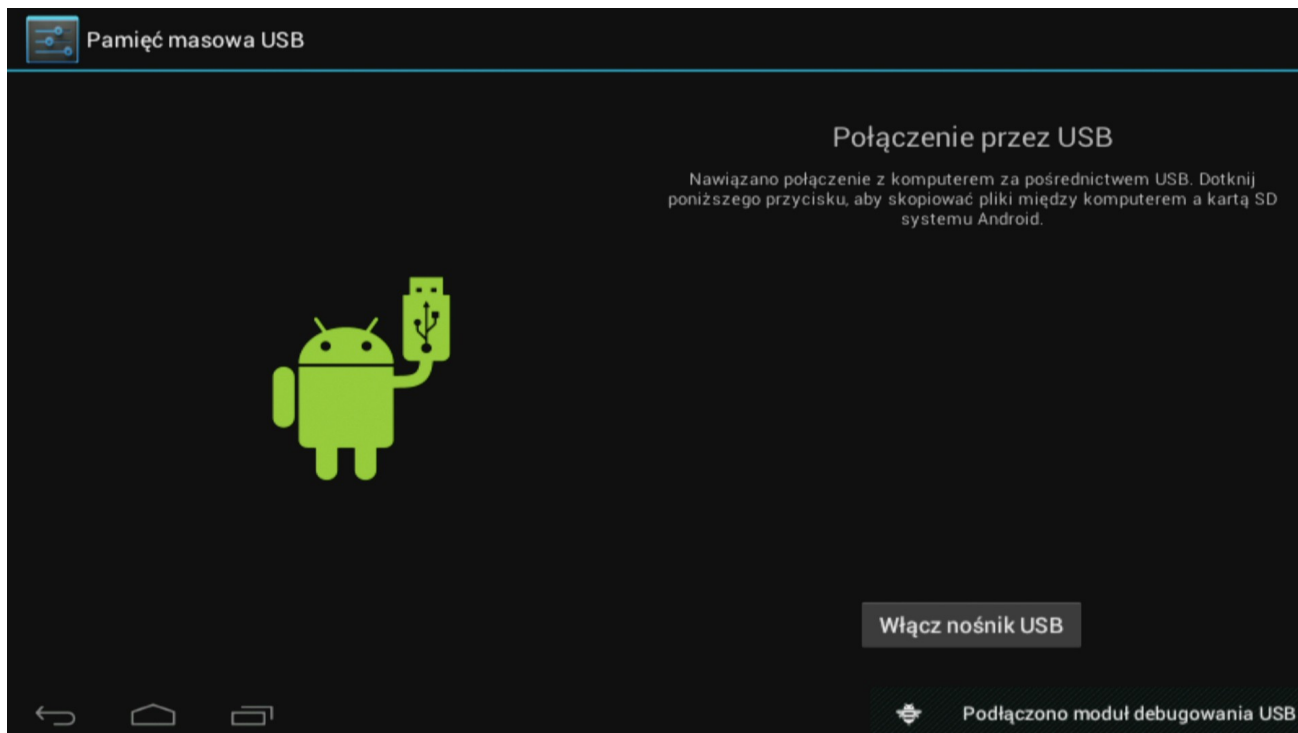 Pamięć masowa USB
Połączenie przez USB
Nawiązano połączenie z komputerem za pośrednictwem USB. Dotknij
poniższego przycisku, aby skopiować pliki między komputerem a kartą SD
systemu Android.
Włącz nośnik USB
Podłączono moduł debugowania USB